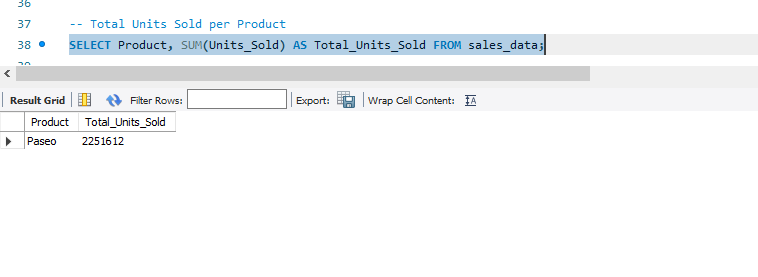 36
37 -- Total Units Sold per Product
38 SELECT Product, SUM(Units_Sold) AS Total_Units_Sold FROM sales_data;
39
Result Grid Filter Rows: Export: Wrap Cell Content:
Product Total_Units_Sold
Paseo 2251612